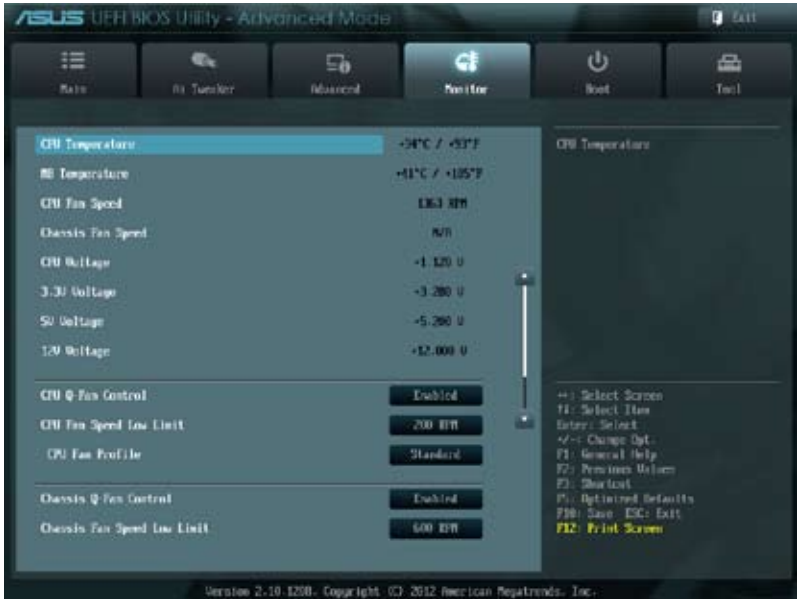 ASUS UEFI BIOS Utility - Advanced Mode
Exit
Main
Ai Tweaker
Advanced
Monitor
Boot
Tool
CPU Temperature +34°C / +93°F
MB Temperature +41°C / +105°F
CPU Fan Speed 1363 RPM
Chassis Fan Speed N/A
CPU Voltage +1.120 V
3.3V Voltage +3.280 V
5V Voltage +5.200 V
12V Voltage +12.000 V
CPU Q-Fan Control Enabled
CPU Fan Speed Low Limit 200 RPM
CPU Fan Profile Standard
Chassis Q-Fan Control Enabled
Chassis Fan Speed Low Limit 600 RPM
CPU Temperature
→←: Select Screen
↑↓: Select Item
Enter: Select
+/-: Change Opt.
F1: General Help
F2: Previous Values
F3: Shortcut
F5: Optimized Defaults
F10: Save ESC: Exit
F12: Print Screen
Version 2.10.1208. Copyright (C) 2012 American Megatrends, Inc.